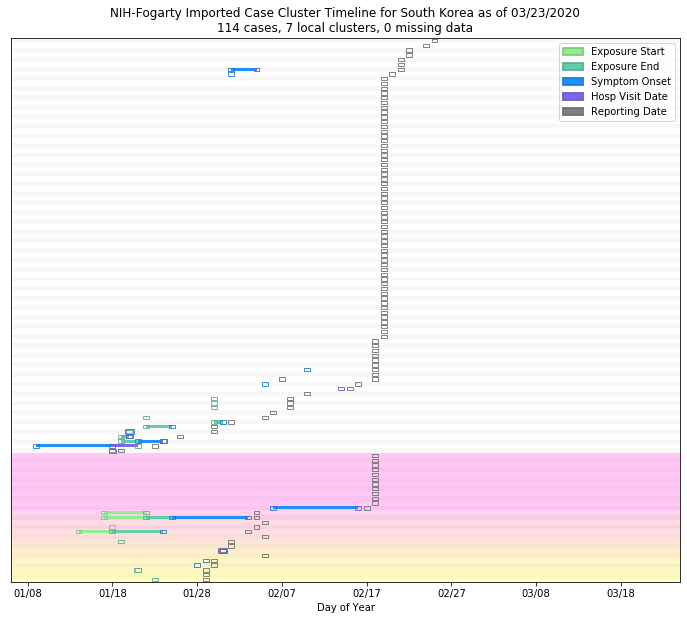 NIH-Fogarty Imported Case Cluster Timeline for South Korea as of 03/23/2020
114 cases, 7 local clusters, 0 missing data
Exposure Start
Exposure End
Symptom Onset
Hosp Visit Date
Reporting Date
01/08 01/18 01/28 02/07 02/17 02/27 03/08 03/18
Day of Year